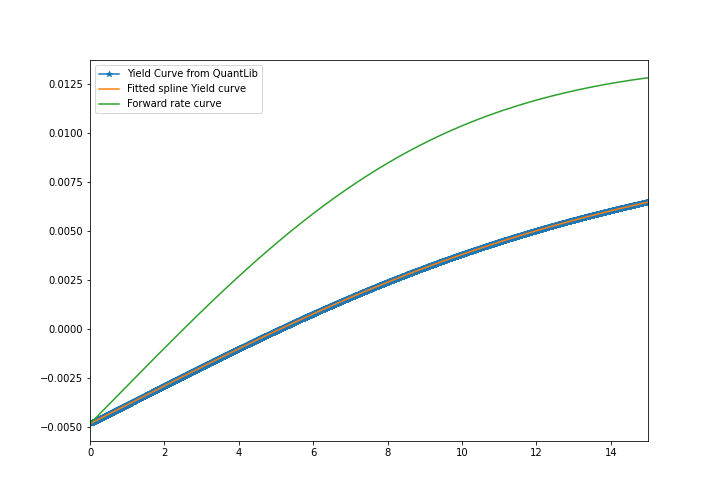 Yield Curve from QuantLib
Fitted spline Yield curve
Forward rate curve
0.0125
0.0100
0.0075
0.0050
0.0025
0.0000
−0.0025
−0.0050
0 2 4 6 8 10 12 14